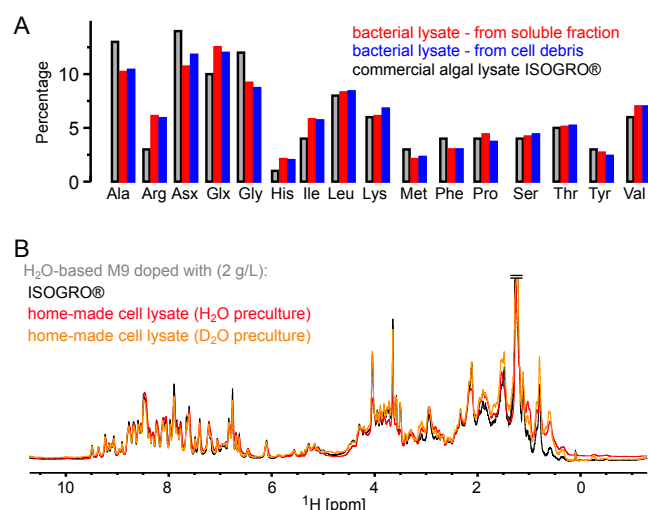 A
bacterial lysate - from soluble fraction
bacterial lysate - from cell debris
commercial algal lysate ISOGRO®
Percentage
10
5
0
Ala Arg Asx Glx Gly His Ile Leu Lys Met Phe Pro Ser Thr Tyr Val
B
H₂O-based M9 doped with (2 g/L):
ISOGRO®
home-made cell lysate (H₂O preculture)
home-made cell lysate (D₂O preculture)
10 8 6 4 2 0
¹H [ppm]